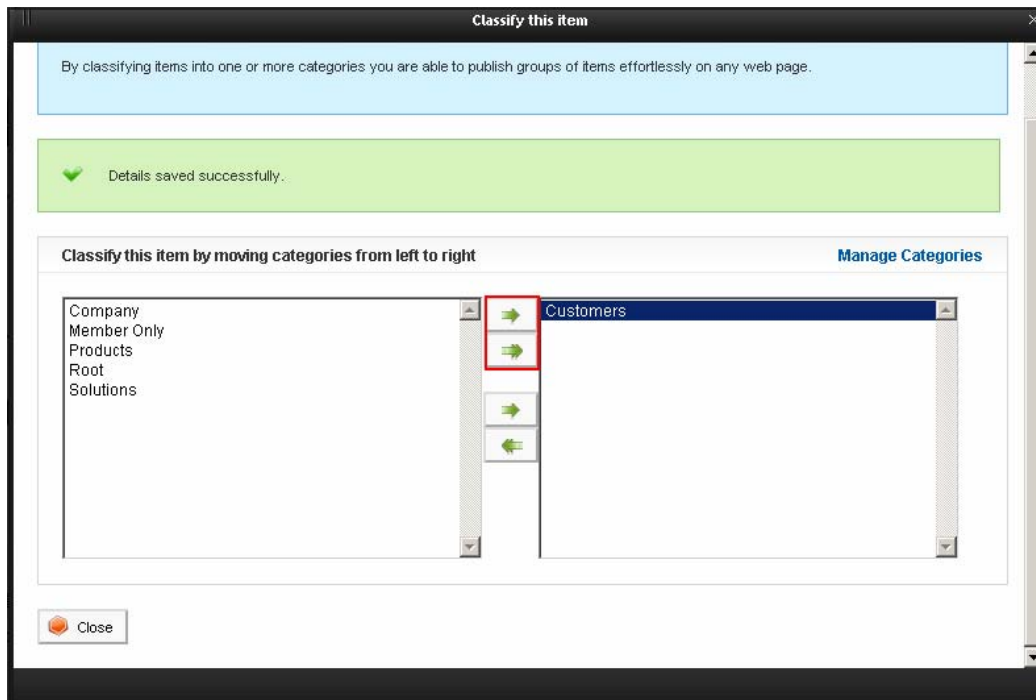 Classify this item
By classifying items into one or more categories you are able to publish groups of items effortlessly on any web page.
Details saved successfully.
Classify this item by moving categories from left to right
Manage Categories
Company
Member Only
Products
Root
Solutions
Customers
Close